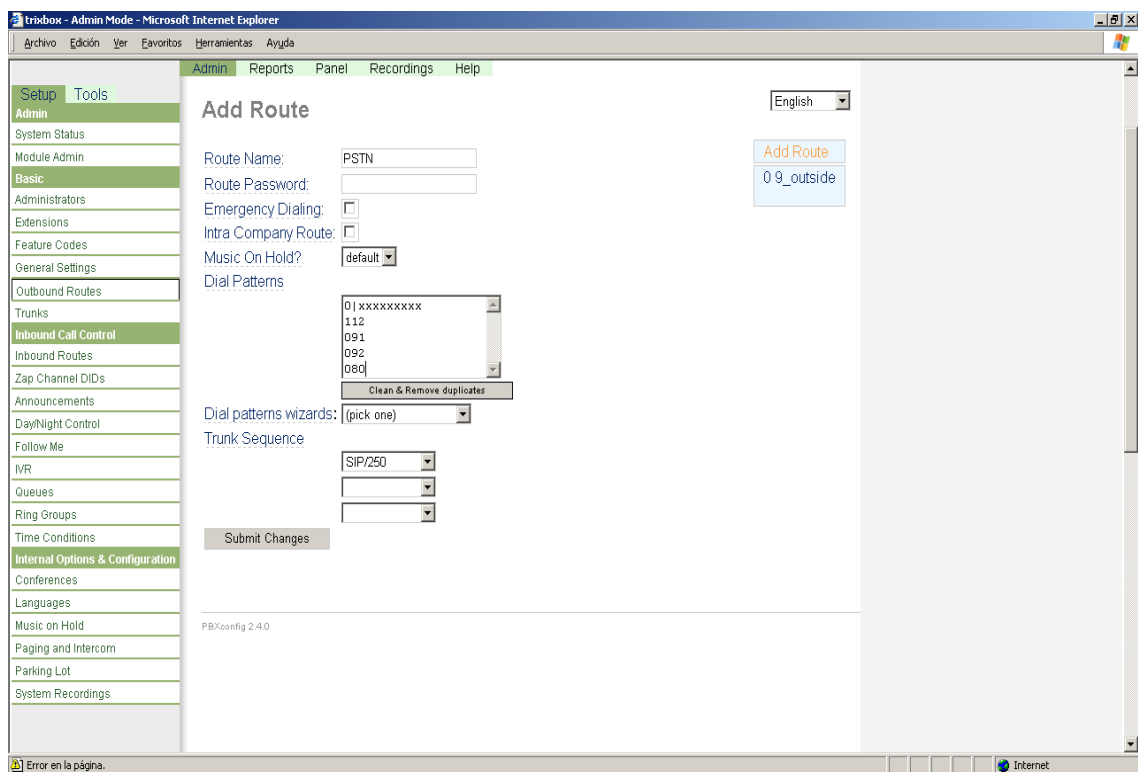 trixbox - Admin Mode - Microsoft Internet Explorer
Archivo Edición Ver Favoritos Herramientas Ayuda
Admin Reports Panel Recordings Help
Setup Tools
Admin
System Status
Module Admin
Basic
Administrators
Extensions
Feature Codes
General Settings
Outbound Routes
Trunks
Inbound Call Control
Inbound Routes
Zap Channel DIDs
Announcements
Day/Night Control
Follow Me
IVR
Queues
Ring Groups
Time Conditions
Internal Options & Configuration
Conferences
Languages
Music on Hold
Paging and Intercom
Parking Lot
System Recordings
Add Route
English
Route Name: PSTN
Route Password:
Emergency Dialing:
Intra Company Route:
Music On Hold? default
Dial Patterns
0|xxxxxxxxx
112
091
092
080
Clean & Remove duplicates
Dial patterns wizards: (pick one)
Trunk Sequence
SIP/250
Submit Changes
Add Route
0 9_outside
PBXconfig 2.4.0
Error en la página.
Internet